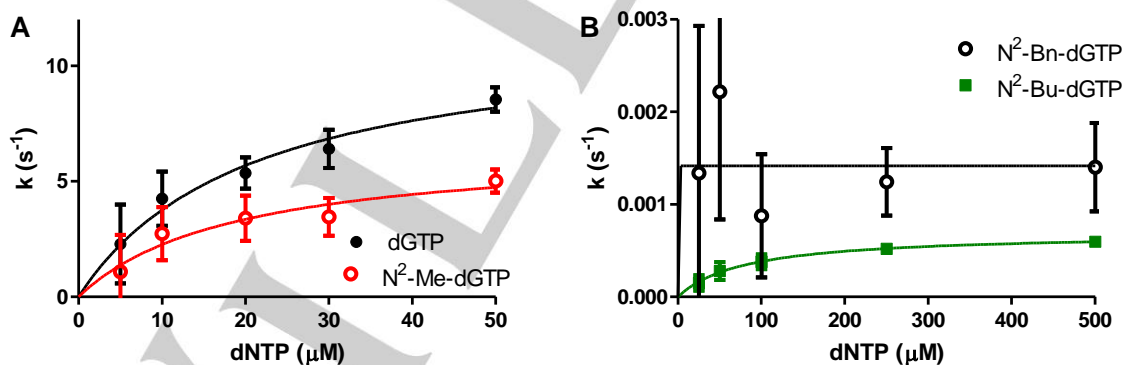 A
k (s⁻¹)
10
5
0
0 10 20 30 40 50
dNTP (μM)
dGTP
N²-Me-dGTP
B
k (s⁻¹)
0.003
0.002
0.001
0.000
0 100 200 300 400 500
dNTP (μM)
N²-Bn-dGTP
N²-Bu-dGTP